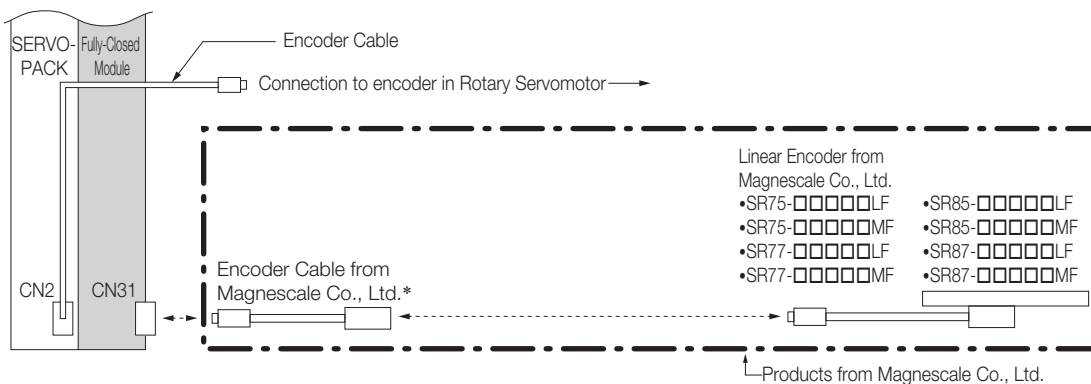 SERVO-
PACK
Fully-Closed
Module
Encoder Cable
Connection to encoder in Rotary Servomotor
Linear Encoder from
Magnescale Co., Ltd.
•SR75-□□□□□LF
•SR75-□□□□□MF
•SR77-□□□□□LF
•SR77-□□□□□MF
•SR85-□□□□□LF
•SR85-□□□□□MF
•SR87-□□□□□LF
•SR87-□□□□□MF
CN2
CN31
Encoder Cable from
Magnescale Co., Ltd.*
Products from Magnescale Co., Ltd.